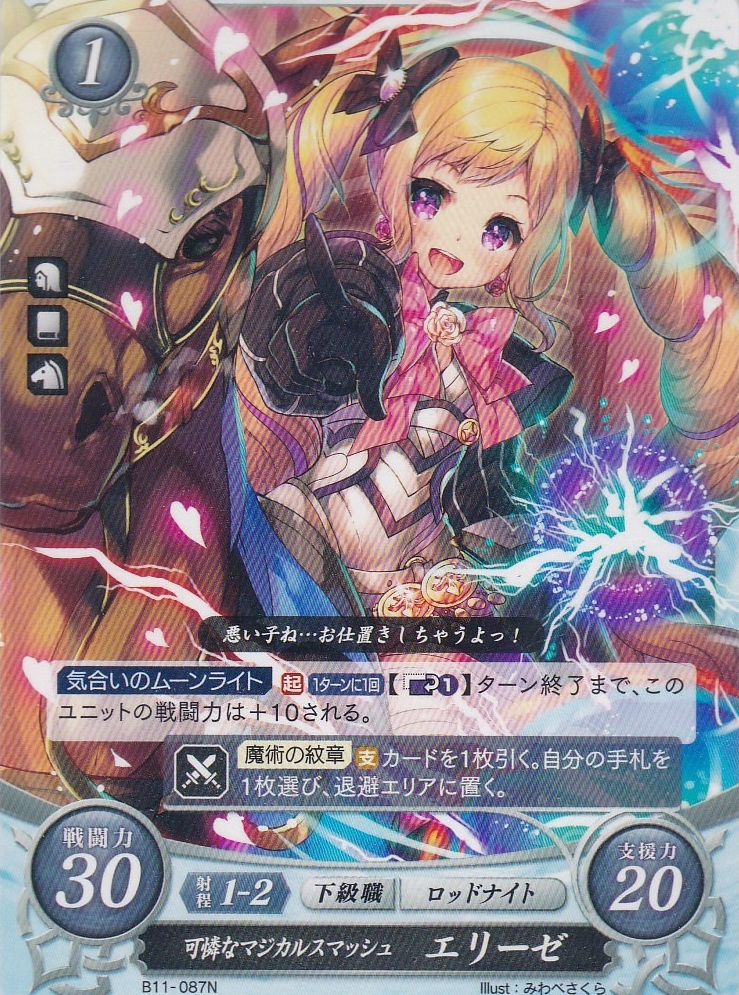 1
悪い子ね…お仕置きしちゃうよっ!
気合いのムーンライト 起 1ターンに1回【 1】ターン終了まで、この
ユニットの戦闘力は+10される。
魔術の紋章 支 カードを1枚引く。自分の手札を
1枚選び、退避エリアに置く。
戦闘力
30
射程 1-2
下級職
ロッドナイト
支援力
20
可憐なマジカルスマッシュ エリーゼ
B11-087N
Illust:みわべさくら